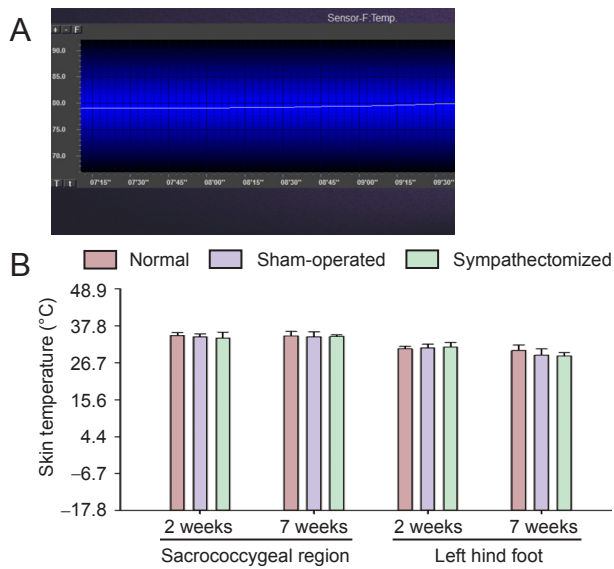 A
Sensor-F:Temp.
+ - F
90.0
85.0
80.0
75.0
70.0
T t
07'15" 07'30" 07'45" 08'00" 08'15" 08'30" 08'45" 09'00" 09'15" 09'30"
B
Normal Sham-operated Sympathectomized
Skin temperature (°C)
48.9
37.8
26.7
15.6
4.4
−6.7
−17.8
2 weeks 7 weeks 2 weeks 7 weeks
Sacrococcygeal region Left hind foot